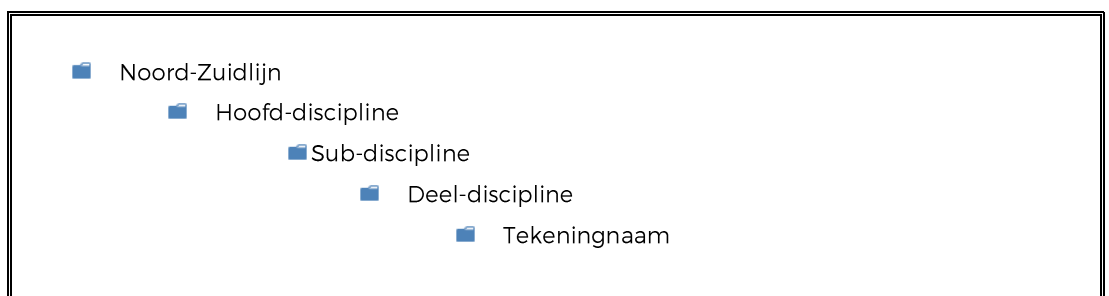 Noord-Zuidlijn
Hoofd-discipline
Sub-discipline
Deel-discipline
Tekeningnaam